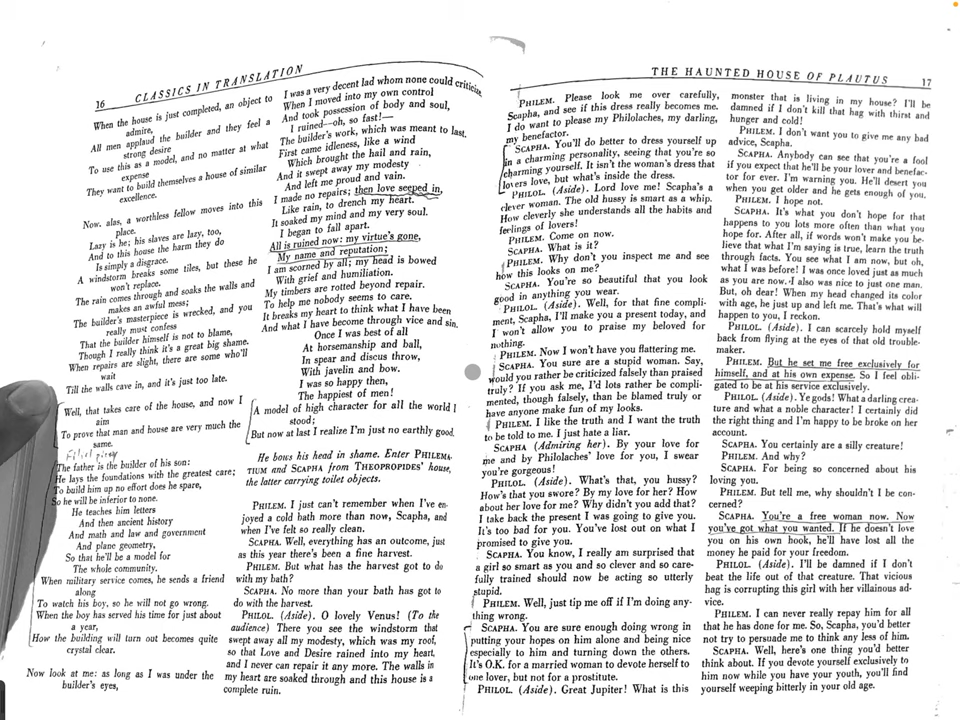 16 CLASSICS IN TRANSLATION
When the house is just completed, an object to
admire,
All men applaud the builder and they feel a
strong desire
To use this as a model, and no matter at what
expense
They want to build themselves a house of similar
excellence.
Now. alas, a worthless fellow moves into this
place.
Lazy is he; his slaves are lazy, too,
And to this house the harm they do
Is simply a disgrace.
A windstorm breaks some tiles, but these he
won't replace.
The rain comes through and soaks the walls and
makes an awful mess;
The builder's masterpiece is wrecked, and you
really must confess
That the builder himself is not to blame,
Though I really think it's a great big shame.
When repairs are slight, there are some who'll
wait
Till the walls cave in, and it's just too late.
Well, that takes care of the house, and now I
aim
To prove that man and house are very much the
same.
The father is the builder of his son:
He lays the foundations with the greatest care;
To build him up no effort does he spare,
So he will be inferior to none.
He teaches him letters
And then ancient history
And math and law and government
And plane geometry,
So that he'll be a model for
The whole community.
When military service comes, he sends a friend
along
To watch his boy, so he will not go wrong.
When the boy has served his time for just about
a year,
How the building will turn out becomes quite
crystal clear.
Now look at me: as long as I was under the
builder's eyes,
I was a very decent lad whom none could criticize.
When I moved into my own control
And took possession of body and soul,
I ruined—oh, so fast!—
The builder's work, which was meant to last.
First came idleness, like a wind
Which brought the hail and rain,
And it swept away my modesty
And left me proud and vain.
I made no repairs; then love seeped in,
Like rain, to drench my heart.
It soaked my mind and my very soul.
I began to fall apart.
All is ruined now: my virtue's gone,
My name and reputation;
I am scorned by all; my head is bowed
With grief and humiliation.
My timbers are rotted beyond repair.
To help me nobody seems to care.
It breaks my heart to think what I have been
And what I have become through vice and sin.
Once I was best of all
At horsemanship and ball,
In spear and discus throw,
With javelin and bow.
I was so happy then,
The happiest of men!
A model of high character for all the world I
stood;
But now at last I realize I'm just no earthly good.
He bows his head in shame. Enter PHILEMA-
TIUM and SCAPHA from THEOPROPIDES' house,
the latter carrying toilet objects.
PHILEM. I just can't remember when I've en-
joyed a cold bath more than now, Scapha, and
when I've felt so really clean.
SCAPHA. Well, everything has an outcome, just
as this year there's been a fine harvest.
PHILEM. But what has the harvest got to do
with my bath?
SCAPHA. No more than your bath has got to
do with the harvest.
PHILOL. (Aside). O lovely Venus! (To the
audience) There you see the windstorm that
swept away all my modesty, which was my roof,
so that Love and Desire rained into my heart,
and I never can repair it any more. The walls in
my heart are soaked through and this house is a
complete ruin.
THE HAUNTED HOUSE OF PLAUTUS 17
PHILEM. Please look me over carefully,
Scapha, and see if this dress really becomes me.
I do want to please my Philolaches, my darling,
my benefactor.
SCAPHA. You'll do better to dress yourself up
in a charming personality, seeing that you're so
charming yourself. It isn't the woman's dress that
lovers love, but what's inside the dress.
PHILOL. (Aside). Lord love me! Scapha's a
clever woman. The old hussy is smart as a whip.
How cleverly she understands all the habits and
feelings of lovers!
PHILEM. Come on now.
SCAPHA. What is it?
PHILEM. Why don't you inspect me and see
how this looks on me?
SCAPHA. You're so beautiful that you look
good in anything you wear.
PHILOL. (Aside). Well, for that fine compli-
ment, Scapha, I'll make you a present today, and
I won't allow you to praise my beloved for
nothing.
PHILEM. Now I won't have you flattering me.
SCAPHA. You sure are a stupid woman. Say,
would you rather be criticized falsely than praised
truly? If you ask me, I'd lots rather be compli-
mented, though falsely, than be blamed truly or
have anyone make fun of my looks.
PHILEM. I like the truth and I want the truth
to be told to me. I just hate a liar.
SCAPHA (Admiring her). By your love for
me and by Philolaches' love for you, I swear
you're gorgeous!
PHILOL. (Aside). What's that, you hussy?
How's that you swore? By my love for her? How
about her love for me? Why didn't you add that?
I take back the present I was going to give you.
It's too bad for you. You've lost out on what I
promised to give you.
SCAPHA. You know, I really am surprised that
a girl so smart as you and so clever and so care-
fully trained should now be acting so utterly
stupid.
PHILEM. Well, just tip me off if I'm doing any-
thing wrong.
SCAPHA. You are sure enough doing wrong in
putting your hopes on him alone and being nice
especially to him and turning down the others.
It's O.K. for a married woman to devote herself to
one lover, but not for a prostitute.
PHILOL. (Aside). Great Jupiter! What is this
monster that is living in my house? I'll be
damned if I don't kill that hag with thirst and
hunger and cold!
PHILEM. I don't want you to give me any bad
advice, Scapha.
SCAPHA. Anybody can see that you're a fool
if you expect that he'll be your lover and benefac-
tor for ever. I'm warning you. He'll desert you
when you get older and he gets enough of you.
PHILEM. I hope not.
SCAPHA. It's what you don't hope for that
happens to you lots more often than what you
hope for. After all, if words won't make you be-
lieve that what I'm saying is true, learn the truth
through facts. You see what I am now, but oh,
what I was before! I was once loved just as much
as you are now. I also was nice to just one man.
But, oh dear! When my head changed its color
with age, he just up and left me. That's what will
happen to you, I reckon.
PHILOL. (Aside). I can scarcely hold myself
back from flying at the eyes of that old trouble-
maker.
PHILEM. But he set me free exclusively for
himself, and at his own expense. So I feel obli-
gated to be at his service exclusively.
PHILOL. (Aside). Ye gods! What a darling crea-
ture and what a noble character! I certainly did
the right thing and I'm happy to be broke on her
account.
SCAPHA. You certainly are a silly creature!
PHILEM. And why?
SCAPHA. For being so concerned about his
loving you.
PHILEM. But tell me, why shouldn't I be con-
cerned?
SCAPHA. You're a free woman now. Now
you've got what you wanted. If he doesn't love
you on his own hook, he'll have lost all the
money he paid for your freedom.
PHILOL. (Aside). I'll be damned if I don't
beat the life out of that creature. That vicious
hag is corrupting this girl with her villainous ad-
vice.
PHILEM. I can never really repay him for all
that he has done for me. So, Scapha, you'd better
not try to persuade me to think any less of him.
SCAPHA. Well, here's one thing you'd better
think about. If you devote yourself exclusively to
him now while you have your youth, you'll find
yourself weeping bitterly in your old age.